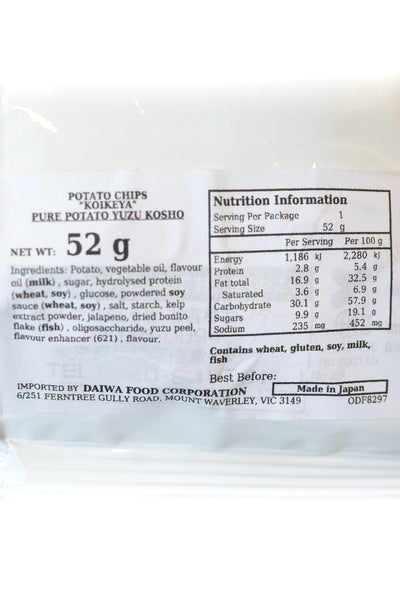 POTATO CHIPS
"KOIKEYA"
PURE POTATO YUZU KOSHO
NET WT: 52 g
Ingredients: Potato, vegetable oil, flavour
oil (milk) , sugar, hydrolysed protein
(wheat, soy) , glucose, powdered soy
sauce (wheat, soy) , salt, starch, kelp
extract powder, jalapeno, dried bonito
flake (fish) , oligosaccharide, yuzu peel,
flavour enhancer (621) , flavour.
Nutrition Information
Serving Per Package 1
Serving Size 52 g
Per Serving Per 100 g
Energy 1,186 kj 2,280 kj
Protein 2.8 g 5.4 g
Fat total 16.9 g 32.5 g
Saturated 3.6 g 6.9 g
Carbohydrate 30.1 g 57.9 g
Sugars 9.9 g 19.1 g
Sodium 235 mg 452 mg
Contains wheat, gluten, soy, milk,
fish
Best Before:
Made in Japan
IMPORTED BY DAIWA FOOD CORPORATION
6/251 FERNTREE GULLY ROAD, MOUNT WAVERLEY, VIC 3149 ODF8297